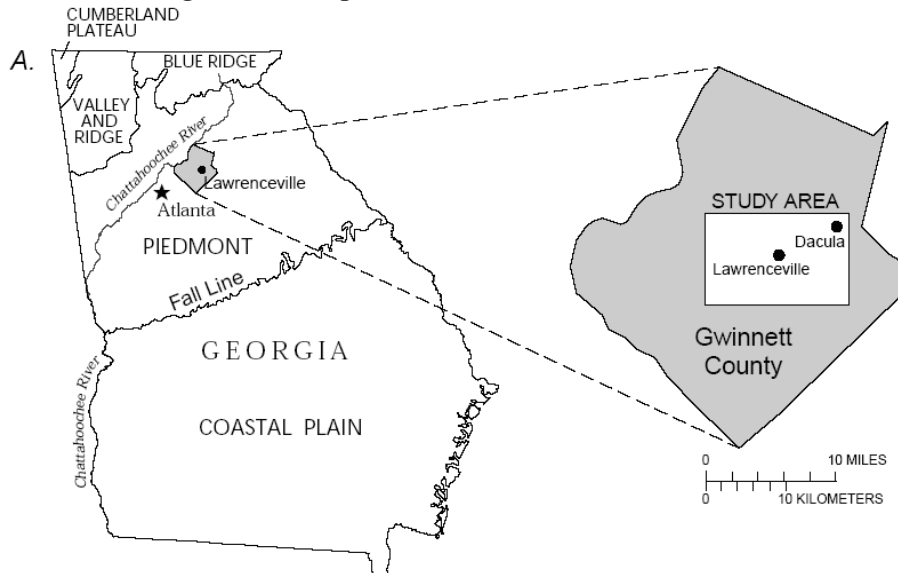 CUMBERLAND
PLATEAU
A.
BLUE RIDGE
VALLEY
AND
RIDGE
Chattahoochee River
Lawrenceville
Atlanta
PIEDMONT
Fall Line
GEORGIA
COASTAL PLAIN
Chattahoochee River
STUDY AREA
Dacula
Lawrenceville
Gwinnett
County
0 10 MILES
0 10 KILOMETERS